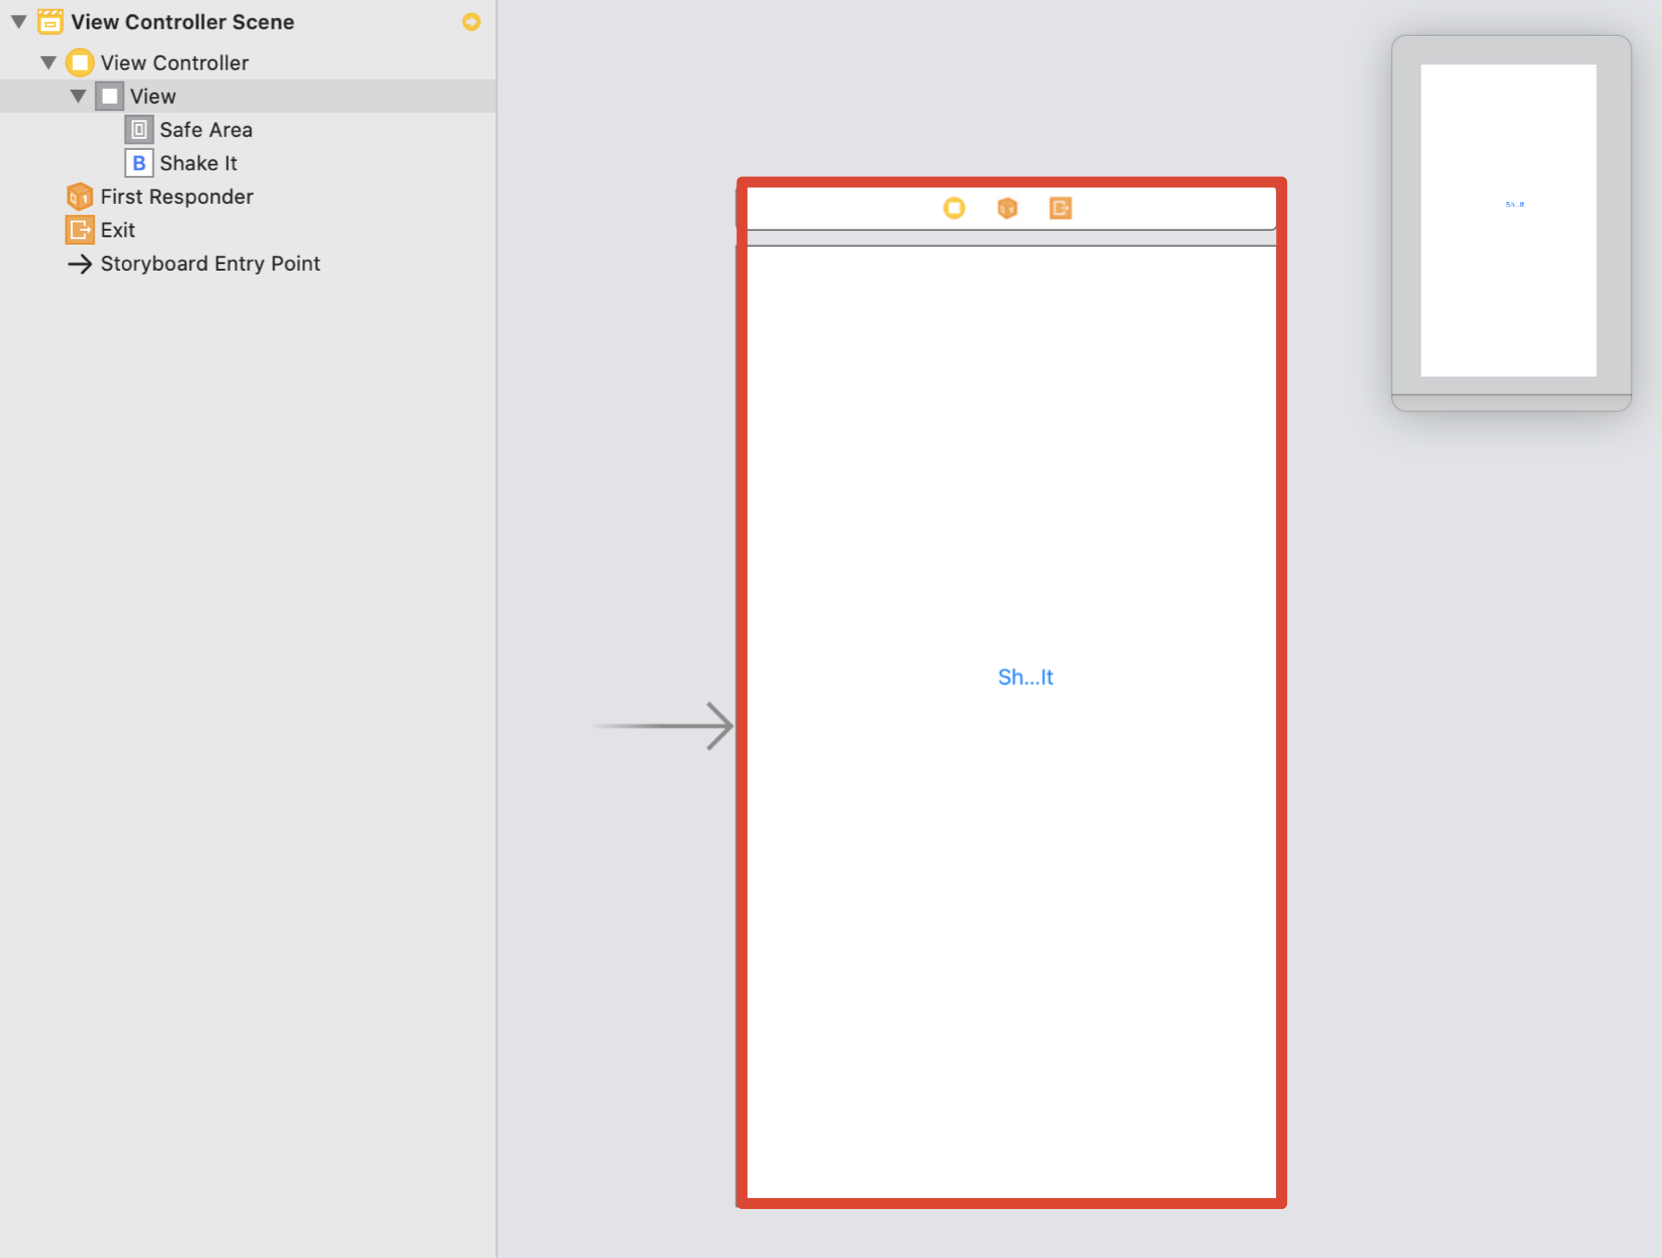 View Controller Scene
View Controller
View
Safe Area
B Shake It
First Responder
Exit
Storyboard Entry Point
Sh...It
Sh...It